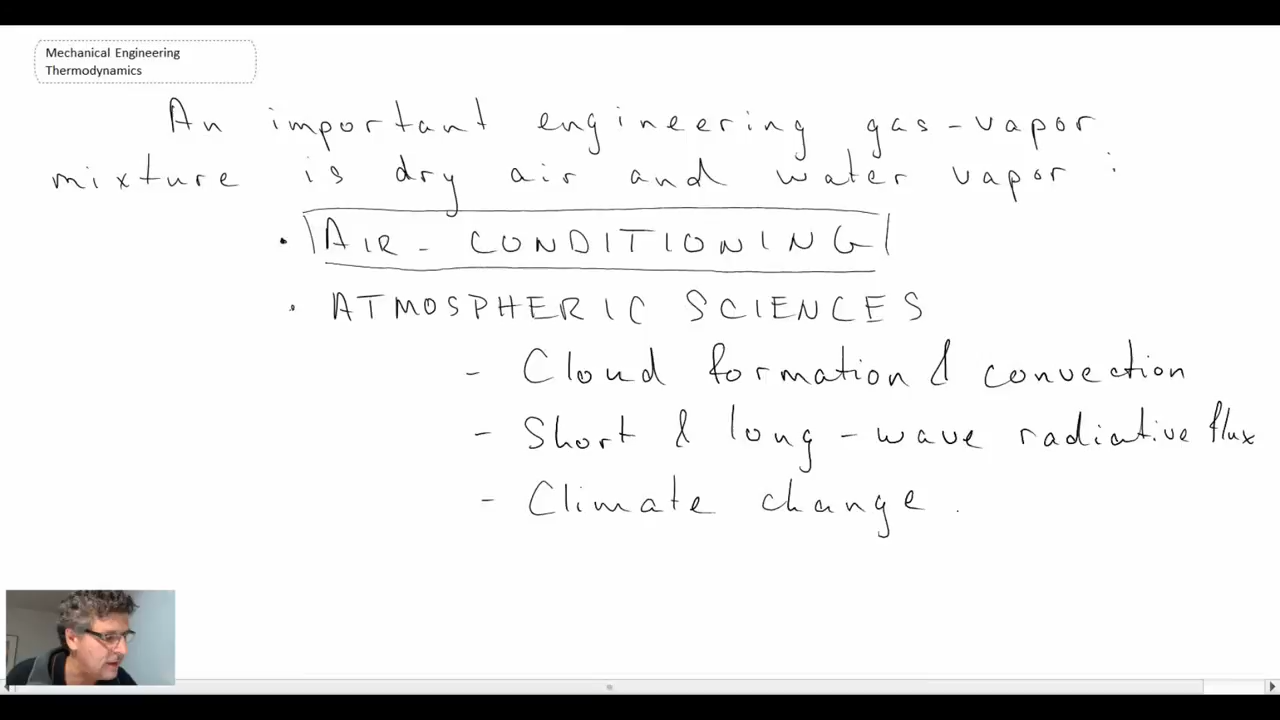 Mechanical Engineering
Thermodynamics
An important engineering gas-vapor
mixture is dry air and water vapor :
• AIR - CONDITIONING
• ATMOSPHERIC SCIENCES
- Cloud formation & convection
- Short & long-wave radiative flux
- Climate change.